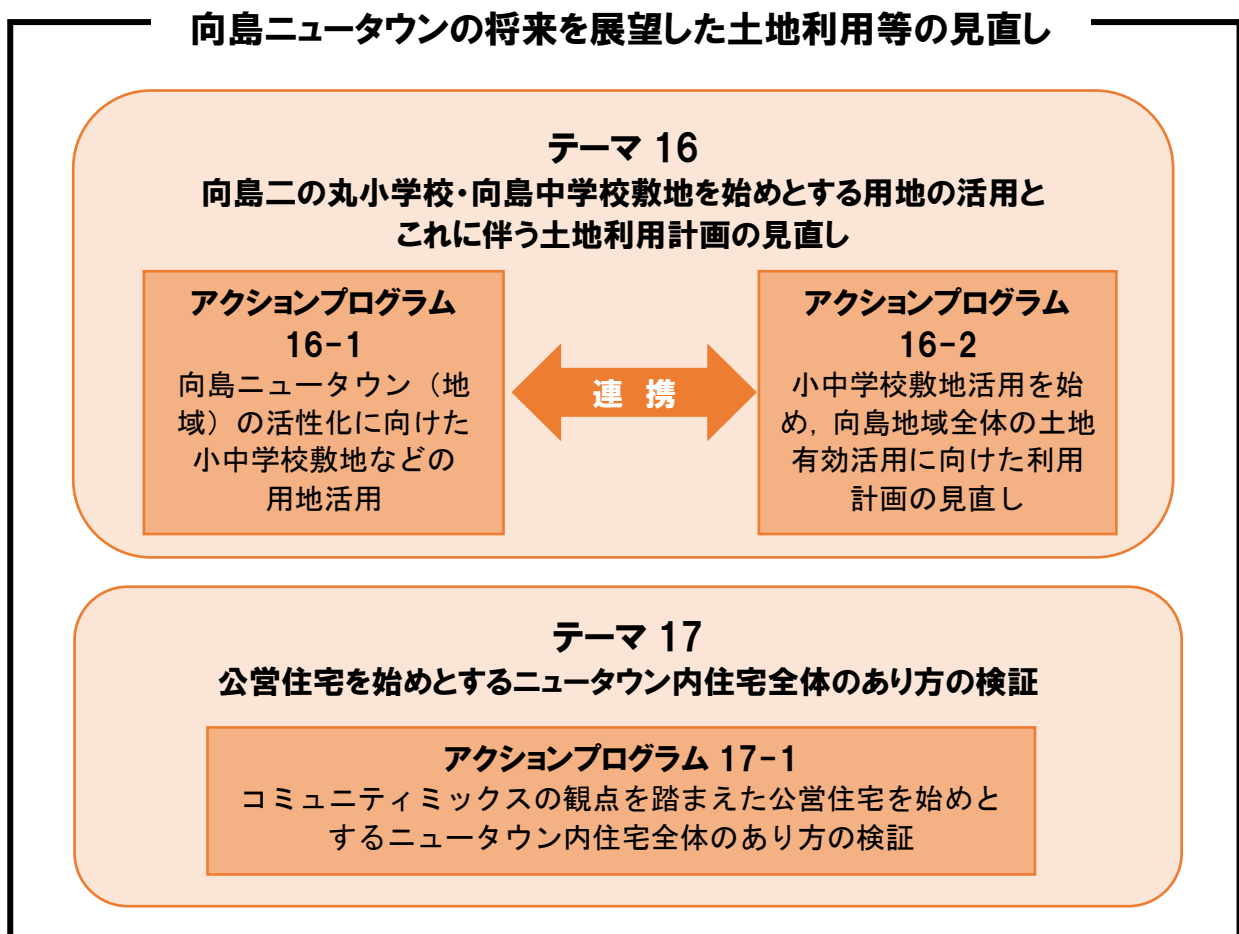 向島ニュータウンの将来を展望した土地利用等の見直し
テーマ 16
向島二の丸小学校・向島中学校敷地を始めとする用地の活用と
これに伴う土地利用計画の見直し
アクションプログラム
16-1
向島ニュータウン（地
域）の活性化に向けた
小中学校敷地などの
用地活用
連 携
アクションプログラム
16-2
小中学校敷地活用を始
め，向島地域全体の土地
有効活用に向けた利用
計画の見直し
テーマ 17
公営住宅を始めとするニュータウン内住宅全体のあり方の検証
アクションプログラム 17-1
コミュニティミックスの観点を踏まえた公営住宅を始めと
するニュータウン内住宅全体のあり方の検証